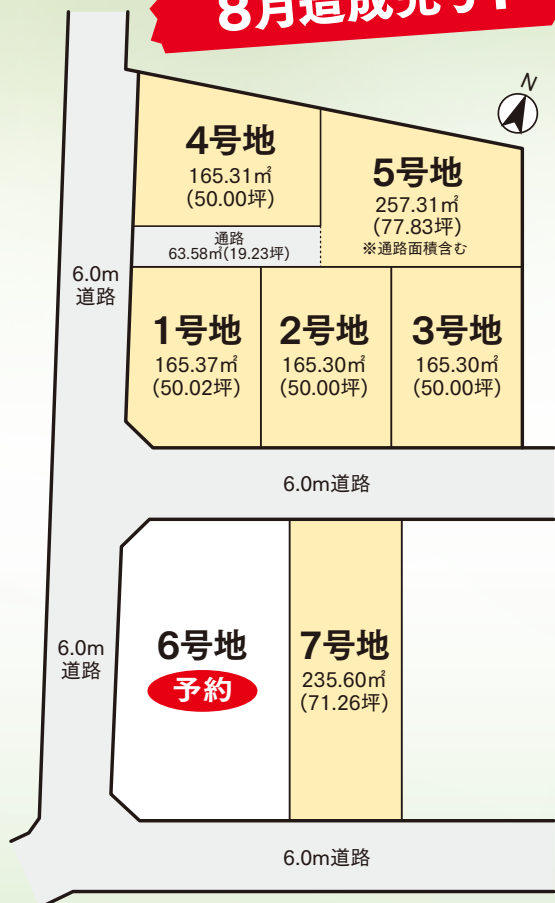 8月造成完了!
N
4号地
165.31㎡
(50.00坪)
5号地
257.31㎡
(77.83坪)
※通路面積含む
通路
63.58㎡(19.23坪)
6.0m
道路
1号地
165.37㎡
(50.02坪)
2号地
165.30㎡
(50.00坪)
3号地
165.30㎡
(50.00坪)
6.0m道路
6.0m
道路
6号地
予約
7号地
235.60㎡
(71.26坪)
6.0m道路